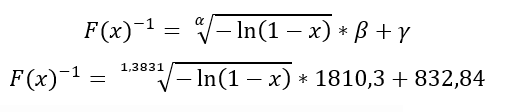 F(x)⁻¹ = ᵅ√−ln(1 − x) * β + γ
F(x)⁻¹ = ¹,³⁸³¹√−ln(1 − x) * 1810,3 + 832,84